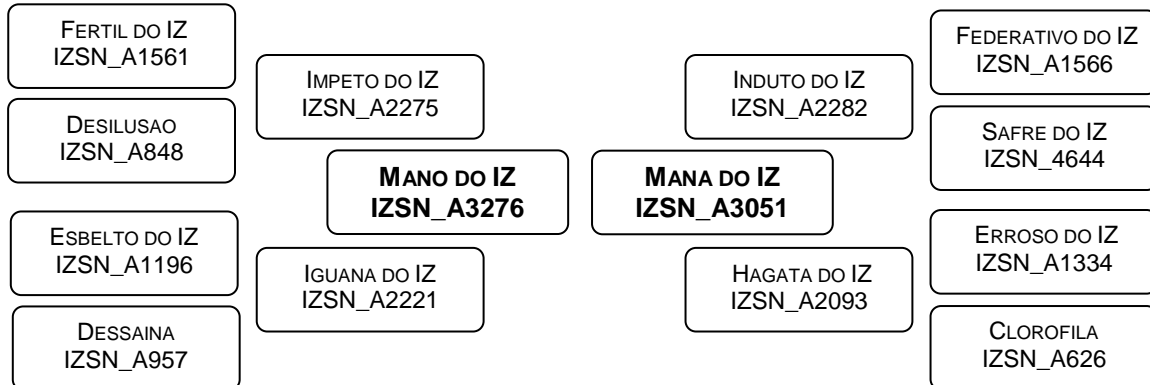 FERTIL DO IZ
IZSN_A1561
DESILUSAO
IZSN_A848
IMPETO DO IZ
IZSN_A2275
MANO DO IZ
IZSN_A3276
ESBELTO DO IZ
IZSN_A1196
DESSAINA
IZSN_A957
IGUANA DO IZ
IZSN_A2221
INDUTO DO IZ
IZSN_A2282
FEDERATIVO DO IZ
IZSN_A1566
SAFRE DO IZ
IZSN_4644
MANA DO IZ
IZSN_A3051
HAGATA DO IZ
IZSN_A2093
ERROSO DO IZ
IZSN_A1334
CLOROFILA
IZSN_A626